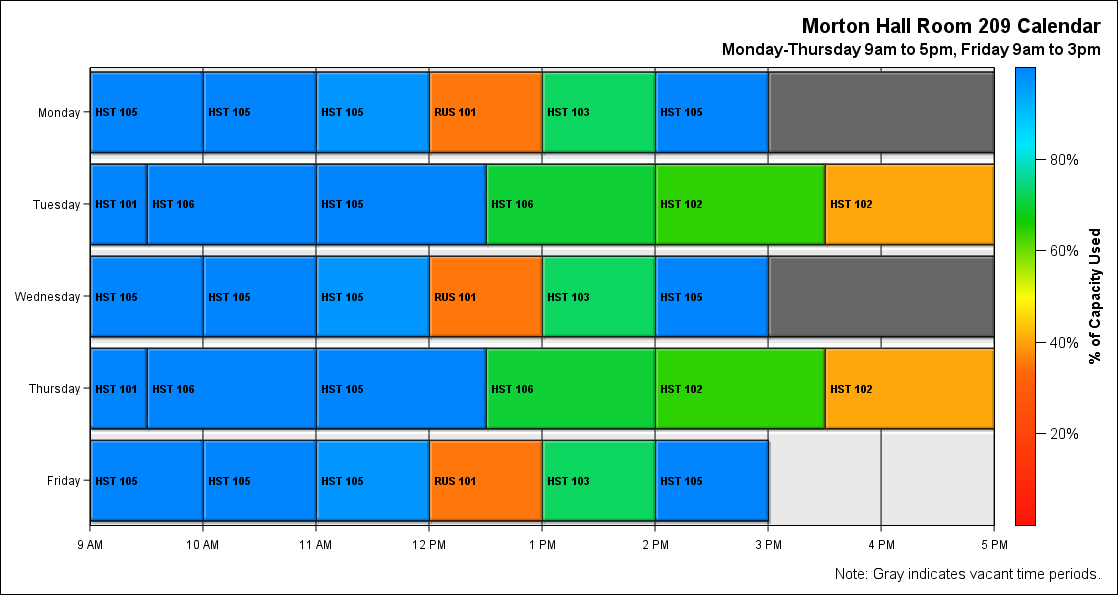 Morton Hall Room 209 Calendar
Monday-Thursday 9am to 5pm, Friday 9am to 3pm
Monday
HST 105 HST 105 HST 105 RUS 101 HST 103 HST 105
Tuesday
HST 101 HST 106 HST 105 HST 106 HST 102 HST 102
Wednesday
HST 105 HST 105 HST 105 RUS 101 HST 103 HST 105
Thursday
HST 101 HST 106 HST 105 HST 106 HST 102 HST 102
Friday
HST 105 HST 105 HST 105 RUS 101 HST 103 HST 105
9 AM 10 AM 11 AM 12 PM 1 PM 2 PM 3 PM 4 PM 5 PM
80%
60%
40%
20%
% of Capacity Used
Note: Gray indicates vacant time periods.